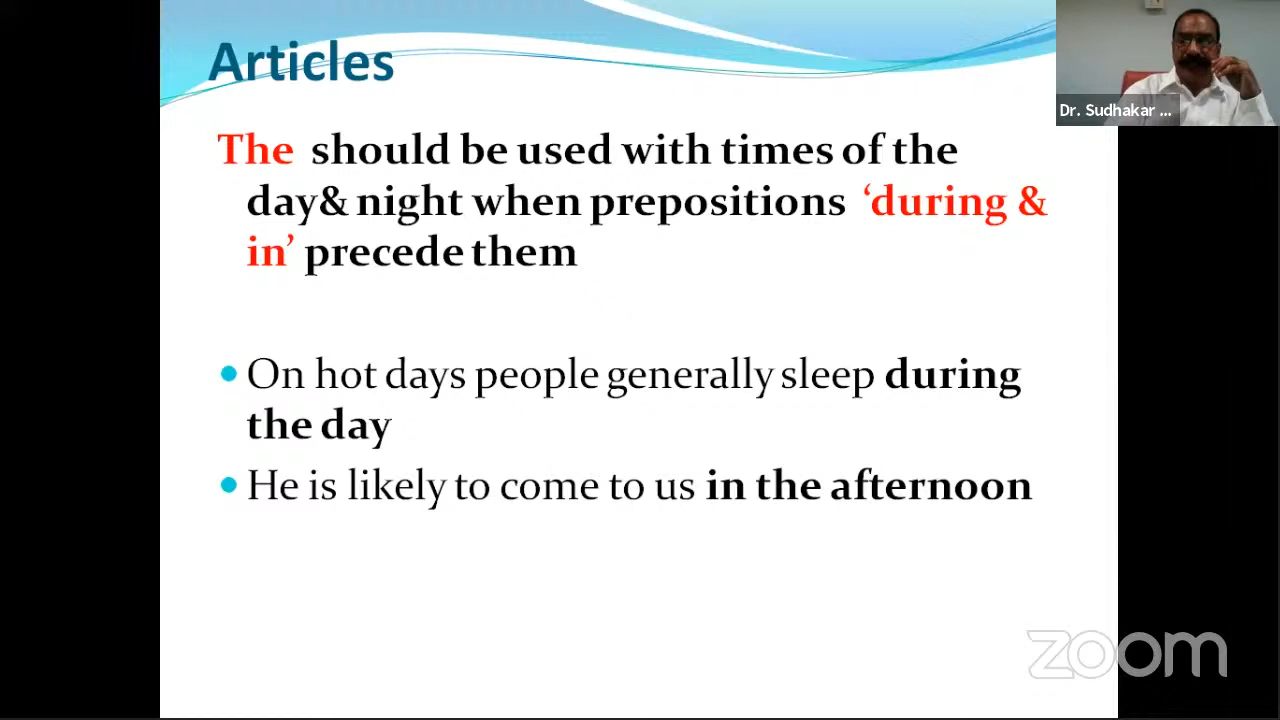 Articles
Dr. Sudhakar ...
The should be used with times of the
day& night when prepositions ‘during &
in’ precede them
• On hot days people generally sleep during
the day
• He is likely to come to us in the afternoon
zoom